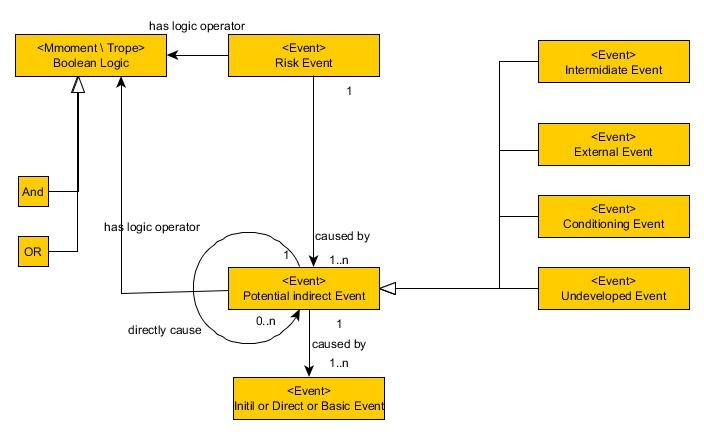 has logic operator
<Mmoment \ Trope>
Boolean Logic
<Event>
Risk Event
1
<Event>
Intermidiate Event
<Event>
External Event
And
<Event>
Conditioning Event
has logic operator
OR
caused by
1
1..n
<Event>
Potential indirect Event
<Event>
Undeveloped Event
0..n
directly cause
1
caused by
1..n
<Event>
Initil or Direct or Basic Event